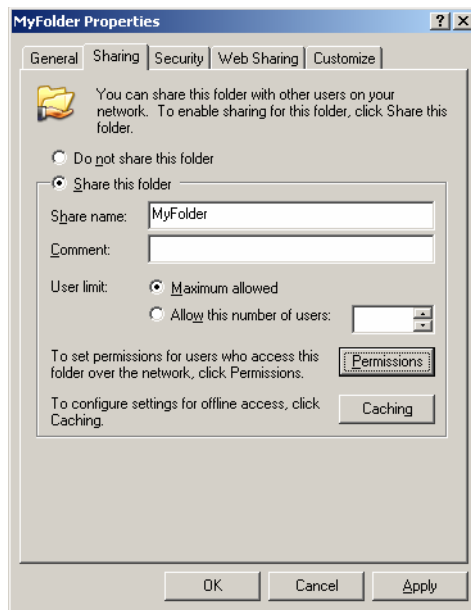 MyFolder Properties
General Sharing Security Web Sharing Customize
You can share this folder with other users on your
network. To enable sharing for this folder, click Share this
folder.
Do not share this folder
Share this folder
Share name: MyFolder
Comment:
User limit: Maximum allowed
Allow this number of users:
To set permissions for users who access this
folder over the network, click Permissions.
Permissions
To configure settings for offline access, click
Caching.
Caching
OK Cancel Apply